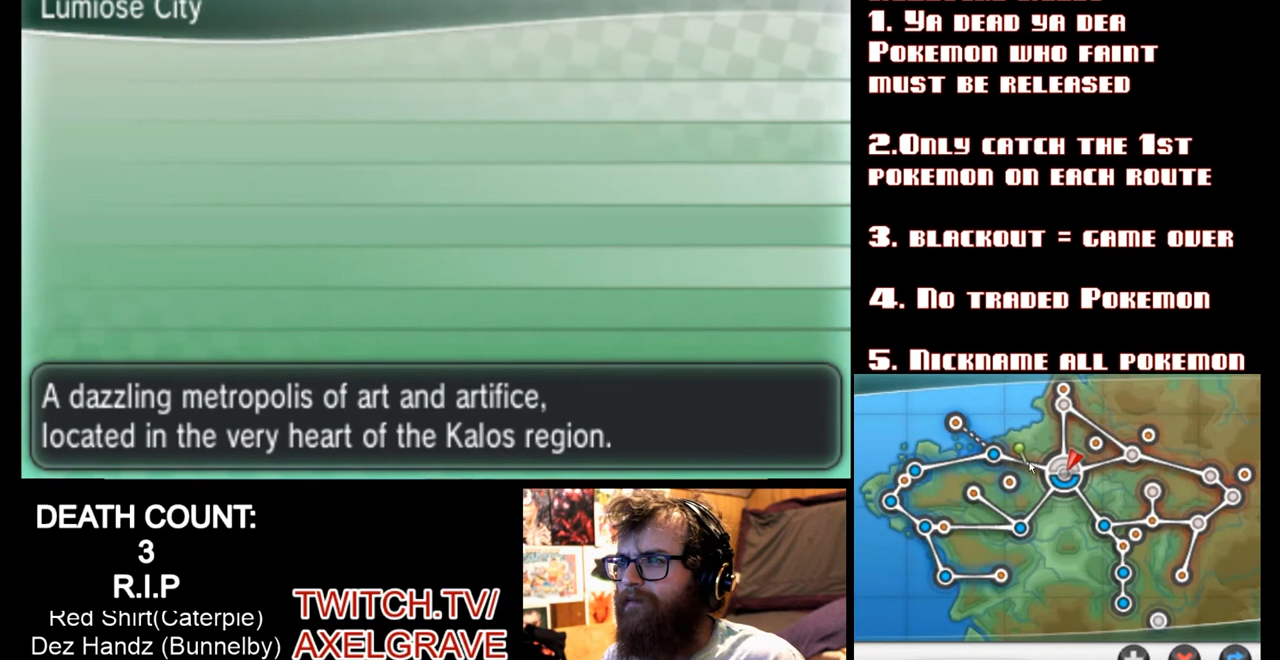 Lumiose City
A dazzling metropolis of art and artifice,
located in the very heart of the Kalos region.
1. Ya dead ya dea
Pokemon who faint
must be released
2.Only catch the 1st
pokemon on each route
3. blackout = game over
4. No traded Pokemon
5. Nickname all pokemon
DEATH COUNT:
3
R.I.P
Red Shirt(Caterpie)
Dez Handz (Bunnelby)
TWITCH.TV/
AXELGRAVE